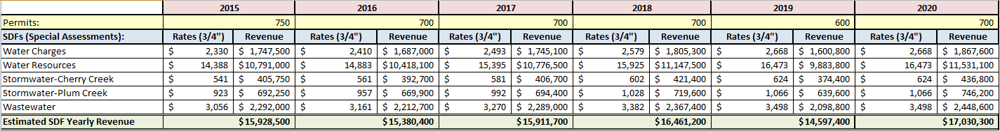 2015 2016 2017 2018 2019 2020
Permits: 750 700 700 700 600 700
SDFs (Special Assessments): Rates (3/4") Revenue Rates (3/4") Revenue Rates (3/4") Revenue Rates (3/4") Revenue Rates (3/4") Revenue Rates (3/4") Revenue
Water Charges $ 2,330 $ 1,747,500 $ 2,410 $ 1,687,000 $ 2,493 $ 1,745,100 $ 2,579 $ 1,805,300 $ 2,668 $ 1,600,800 $ 2,668 $ 1,867,600
Water Resources $ 14,388 $10,791,000 $ 14,883 $10,418,100 $ 15,395 $10,776,500 $ 15,925 $11,147,500 $ 16,473 $ 9,883,800 $ 16,473 $11,531,100
Stormwater-Cherry Creek $ 541 $ 405,750 $ 561 $ 392,700 $ 581 $ 406,700 $ 602 $ 421,400 $ 624 $ 374,400 $ 624 $ 436,800
Stormwater-Plum Creek $ 923 $ 692,250 $ 957 $ 669,900 $ 992 $ 694,400 $ 1,028 $ 719,600 $ 1,066 $ 639,600 $ 1,066 $ 746,200
Wastewater $ 3,056 $ 2,292,000 $ 3,161 $ 2,212,700 $ 3,270 $ 2,289,000 $ 3,382 $ 2,367,400 $ 3,498 $ 2,098,800 $ 3,498 $ 2,448,600
Estimated SDF Yearly Revenue $15,928,500 $15,380,400 $15,911,700 $16,461,200 $14,597,400 $17,030,300